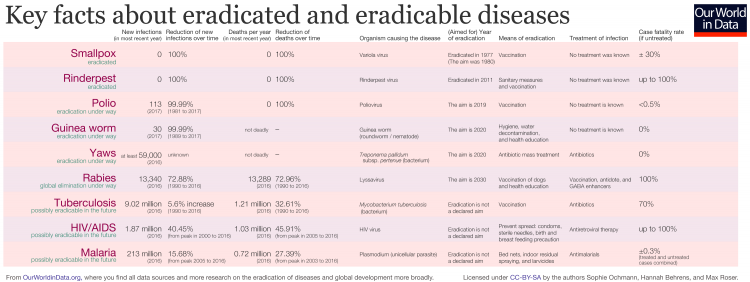 Key facts about eradicated and eradicable diseases
Our World
in Data
New infections Reduction of new Deaths per year Reduction of Organism causing the disease (Aimed for) Year Means of eradication Treatment of infection Case fatality rate
(in most recent year) infections over time (in most recent year) deaths over time of eradication (if untreated)
Smallpox 0 100% 0 100% Variola virus Eradicated in 1977 Vaccination No treatment was known ± 30%
eradicated (The aim was 1980)
Rinderpest 0 100% 0 100% Rinderpest virus Eradicated in 2011 Sanitary measures No treatment was known up to 100%
eradicated and vaccination
Polio 113 99.99% 0 100% Poliovirus The aim is 2019 Vaccination No treatment is known <0.5%
eradication under way (2017) (1981 to 2017)
Guinea worm 30 99.99% not deadly – Guinea worm The aim is 2020 Hygiene, water No treatment is known 0%
eradication under way (2017) (1989 to 2017) (roundworm / nematode) decontamination,
and health education
Yaws at least 59,000 unknown not deadly – Treponema pallidum The aim is 2020 Antibiotic mass treatment Antibiotics 0%
eradication under way (2016) subsp. pertenue (bacterium)
Rabies 13,340 72.88% 13,289 72.96% Lyssavirus The aim is 2030 Vaccination of dogs Vaccination, antidote, and 100%
global elimination under way (2016) (1990 to 2016) (2016) (1990 to 2016) and health education GABA enhancers
Tuberculosis 9.02 million 5.6% increase 1.21 million 32.61% Mycobacterium tuberculosis Eradication is not Vaccination Antibiotics 70%
possibly eradicable in the future (2016) (1990 to 2016) (2016) (1990 to 2016) (bacterium) a declared aim
HIV/AIDS 1.87 million 40.45% 1.03 million 45.91% HIV virus Eradication is not Prevent spread: condoms, Antiretroviral therapy up to 100%
possibly eradicable in the future (2016) (from peak in 2000 to 2016) (2016) (from peak in 2005 to 2016) a declared aim sterile needles, birth and
breast feeding precaution
Malaria 213 million 15.68% 0.72 million 27.39% Plasmodium (unicellular parasite) Eradication is not Bed nets, indoor residual Antimalarials ±0.3%
possibly eradicable in the future (2016) (from peak 2005 to 2016) (2016) (from peak in 2003 to 2016) a declared aim spraying, and larvicides (treated and untreated
cases combined)
From OurWorldinData.org, where you find all data sources and more research on the eradication of diseases and global development more broadly. Licensed under CC-BY-SA by the authors Sophie Ochmann, Hannah Behrens, and Max Roser.